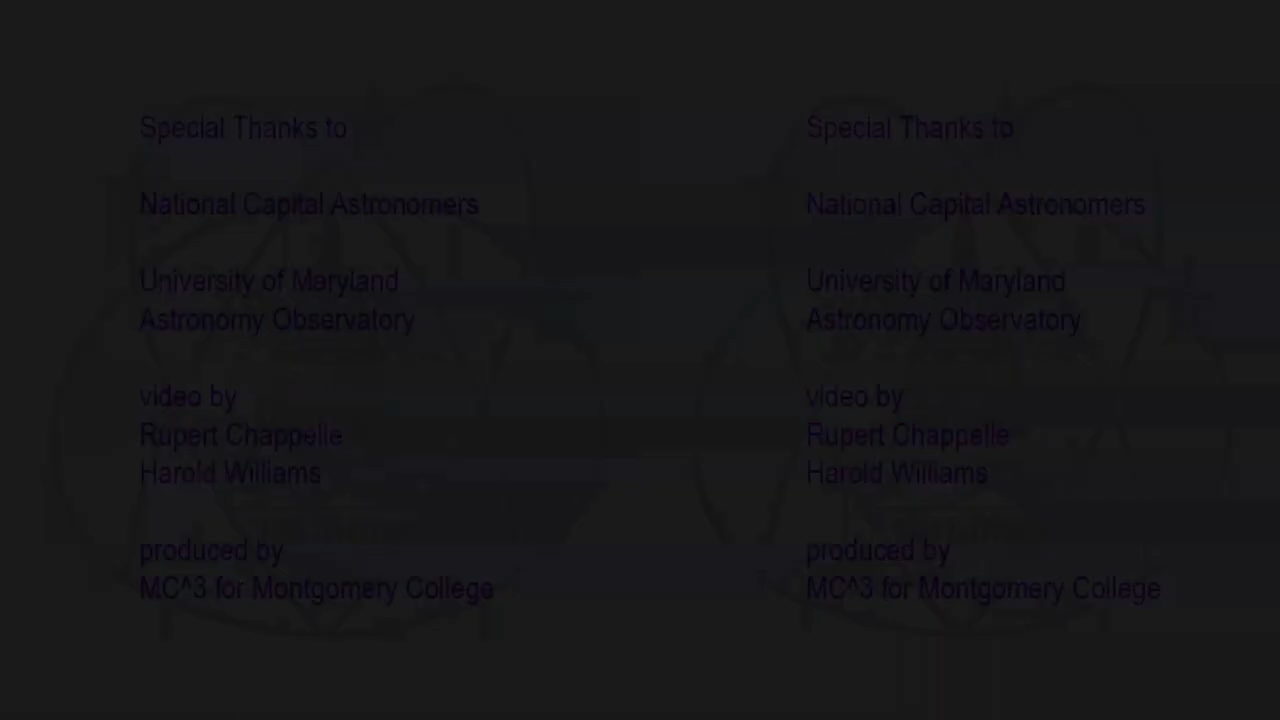 Special Thanks to
National Capital Astronomers
University of Maryland
Astronomy Observatory
video by
Rupert Chappelle
Harold Williams
produced by
MC^3 for Montgomery College
Special Thanks to
National Capital Astronomers
University of Maryland
Astronomy Observatory
video by
Rupert Chappelle
Harold Williams
produced by
MC^3 for Montgomery College